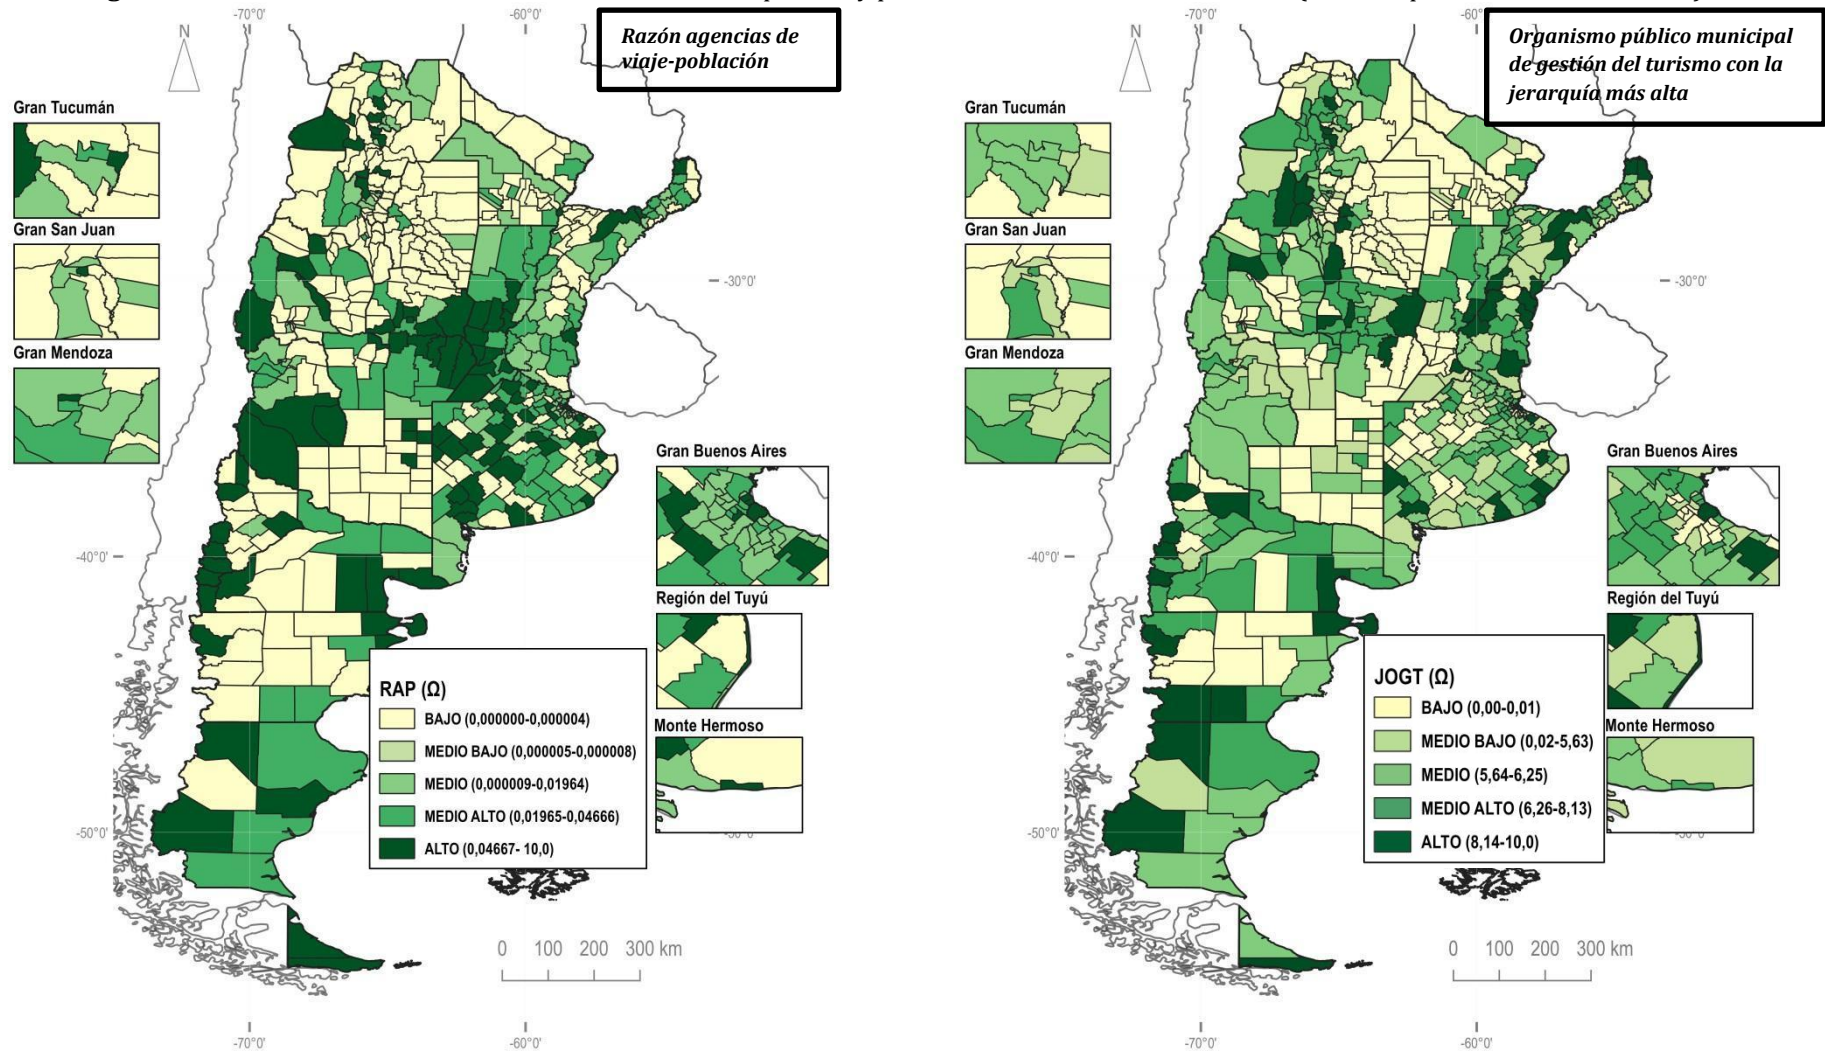 -70°0'
-60°0'
N
Razón agencias de
viaje-población
Gran Tucumán
Gran San Juan
-30°0'
Gran Mendoza
Gran Buenos Aires
-40°0'
Región del Tuyú
RAP (Ω)
BAJO (0,000000-0,000004)
MEDIO BAJO (0,000005-0,000008)
MEDIO (0,000009-0,01964)
MEDIO ALTO (0,01965-0,04666)
ALTO (0,04667- 10,0)
Monte Hermoso
-50°0'
0 100 200 300 km
-70°0'
-60°0'
-70°0'
-60°
N
Organismo público municipal
de gestión del turismo con la
jerarquía más alta
Gran Tucumán
Gran San Juan
-30°0'
Gran Mendoza
Gran Buenos Aires
-40°0'
Región del Tuyú
JOGT (Ω)
BAJO (0,00-0,01)
MEDIO BAJO (0,02-5,63)
MEDIO (5,64-6,25)
MEDIO ALTO (6,26-8,13)
ALTO (8,14-10,0)
Monte Hermoso
-50°0'
0 100 200 300 km
-70°0'
-60°0'